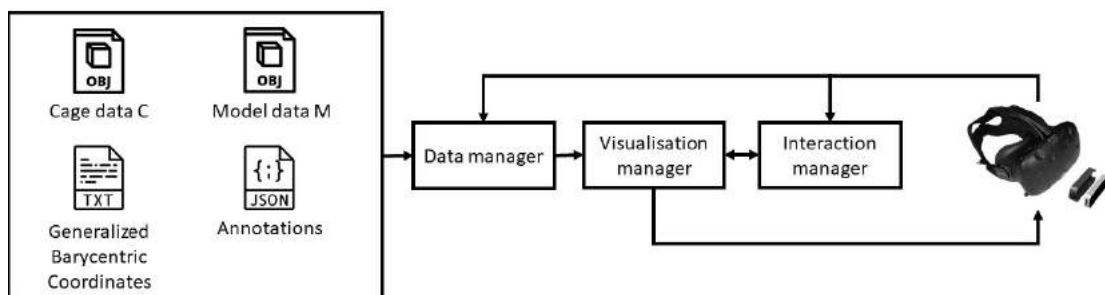 OBJ
OBJ
Cage data C
Model data M
TXT
{;}
JSON
Generalized
Barycentric
Coordinates
Annotations
Data manager
Visualisation
manager
Interaction
manager